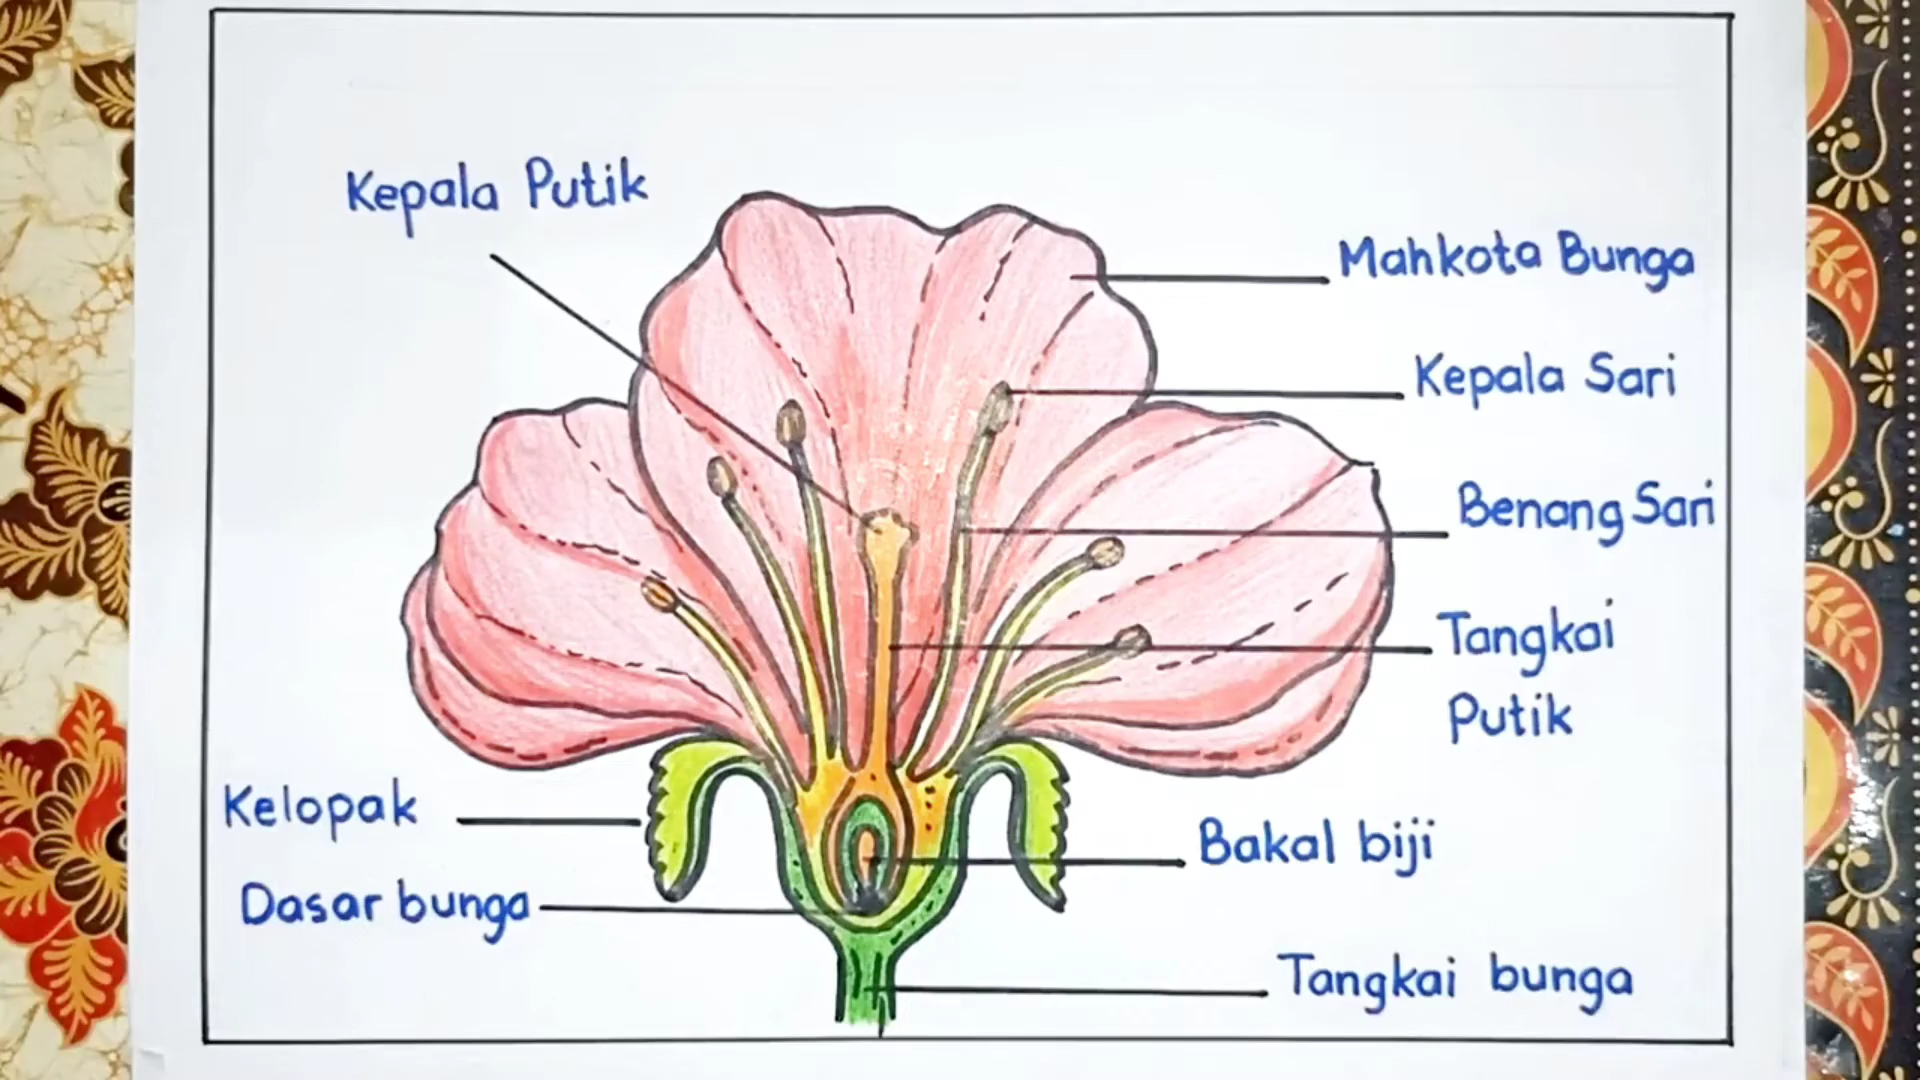 Kepala Putik
Mahkota Bunga
Kepala Sari
Benang Sari
Tangkai
Putik
Kelopak
Bakal biji
Dasar bunga
Tangkai bunga